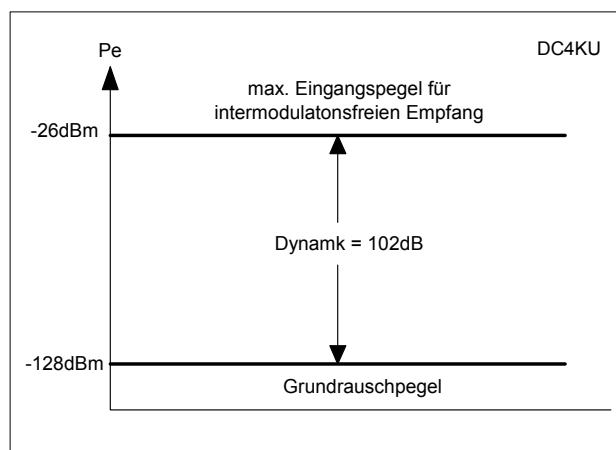 Pe
DC4KU
max. Eingangspegel für
intermodulatonsfreien Empfang
-26dBm
Dynamk = 102dB
-128dBm
Grundrauschpegel